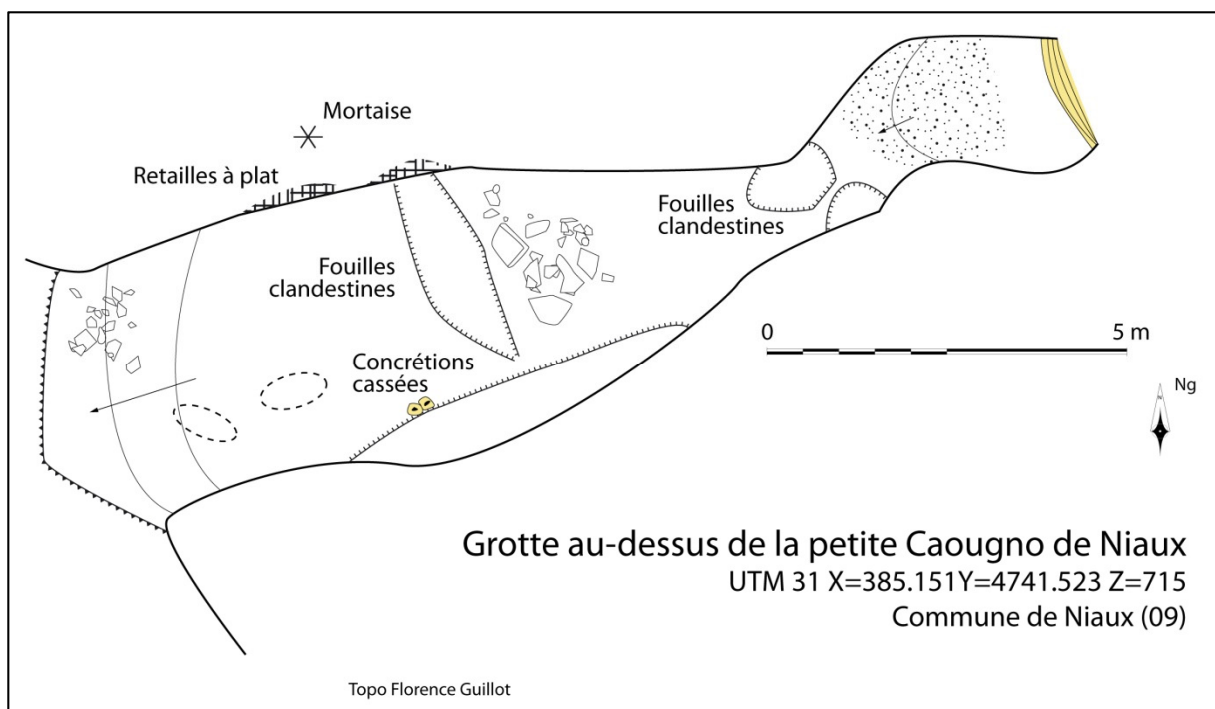 Mortaise
Retailles à plat
Fouilles
clandestines
Fouilles
clandestines
Concrétions
cassées
0 5 m
Ng
N
Grotte au-dessus de la petite Caougno de Niaux
UTM 31 X=385.151Y=4741.523 Z=715
Commune de Niaux (09)
Topo Florence Guillot